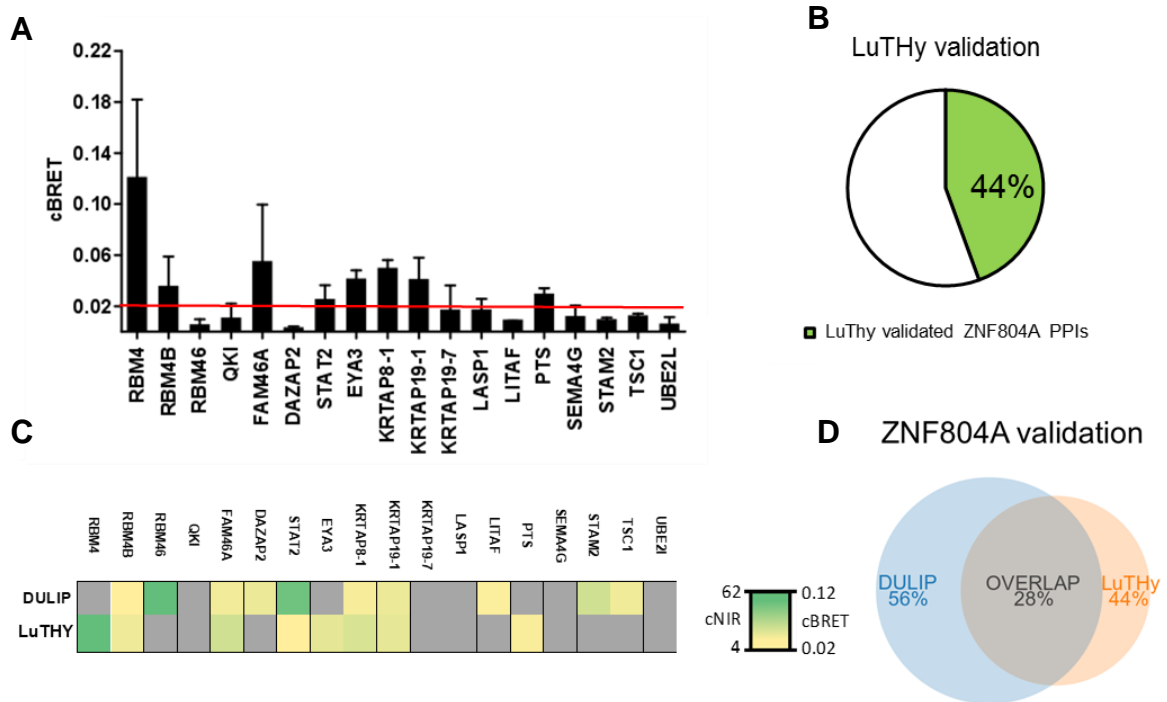 A
0.22
0.18
0.14
0.10
0.06
0.02
cBRET
RBM4
RBM4B
RBM46
QKI
FAM46A
DAZAP2
STAT2
EYA3
KRTAP8-1
KRTAP19-1
KRTAP19-7
LASP1
LITAF
PTS
SEMA4G
STAM2
TSC1
UBE2L
B
LuTHy validation
44%
LuThy validated ZNF804A PPIs
C
RBM4
RBM4B
RBM46
QKI
FAM46A
DAZAP2
STAT2
EYA3
KRTAP8-1
KRTAP19-1
KRTAP19-7
LASP1
LITAF
PTS
SEMA4G
STAM2
TSC1
UBE2I
DULIP
LuTHY
62
0.12
cNIR
cBRET
4
0.02
D
ZNF804A validation
DULIP
56%
OVERLAP
28%
LuTHy
44%